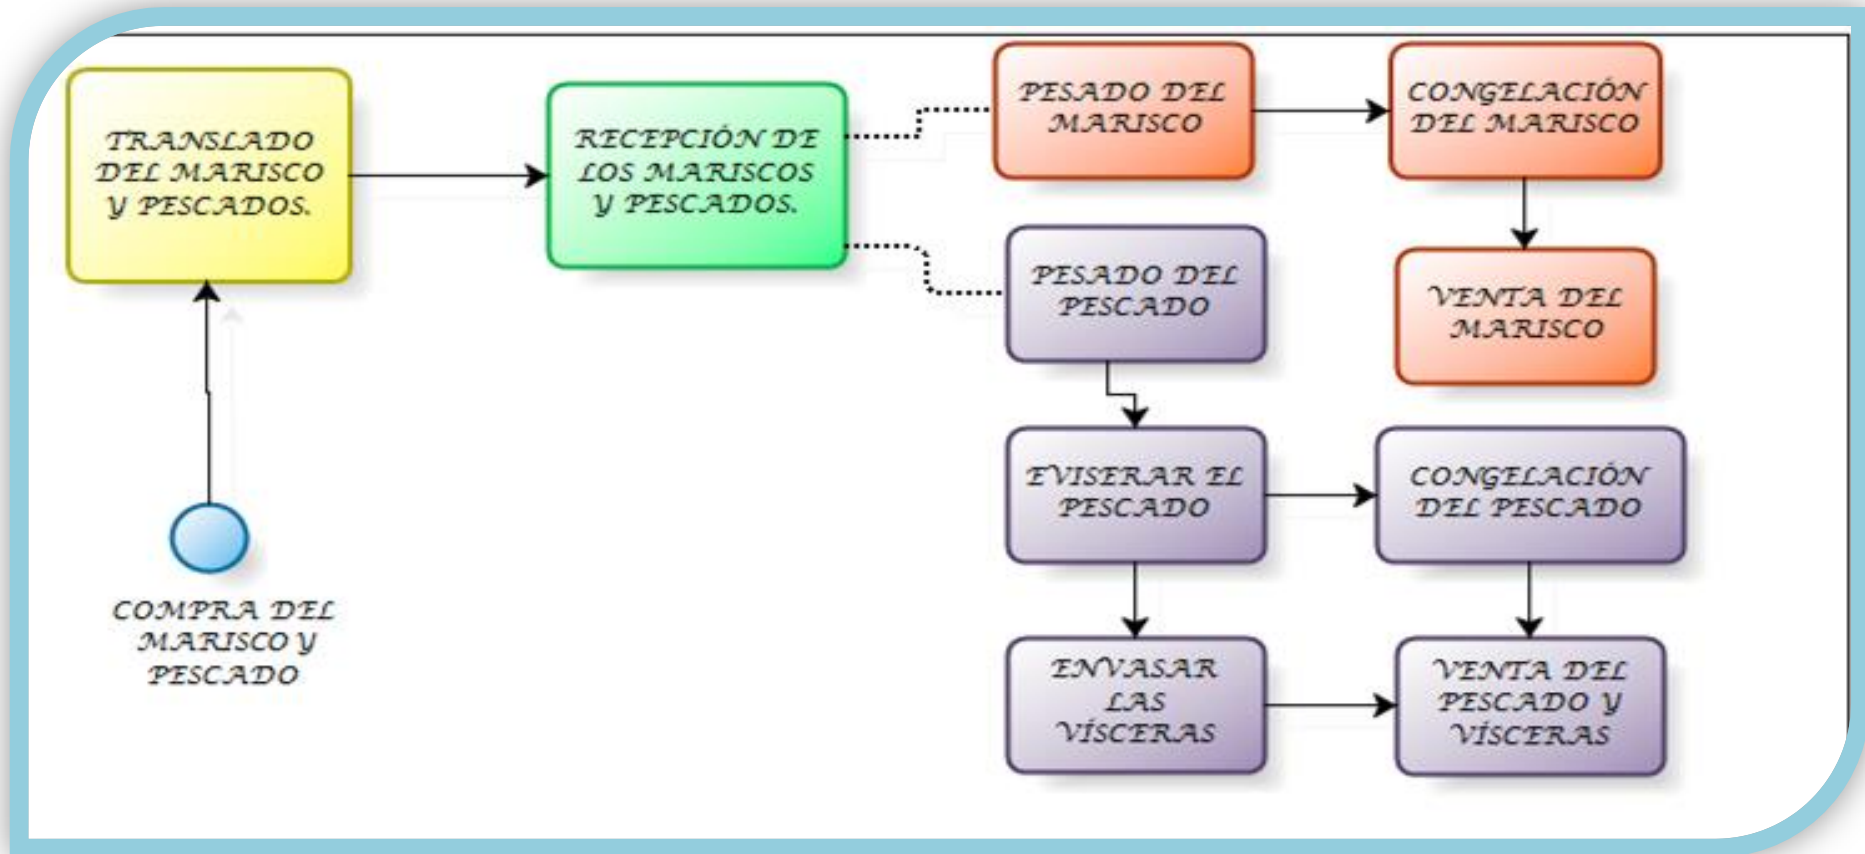 TRANSLADO
DEL MARISCO
Y PESCADOS.
RECEPCIÓN DE
LOS MARISCOS
Y PESCADOS.
PESADO DEL
MARISCO
CONGELACIÓN
DEL MARISCO
PESADO DEL
PESCADO
VENTA DEL
MARISCO
EVISERAR EL
PESCADO
CONGELACIÓN
DEL PESCADO
COMPRA DEL
MARISCO Y
PESCADO
ENVASAR
LAS
VÍSCERAS
VENTA DEL
PESCADO Y
VÍSCERAS